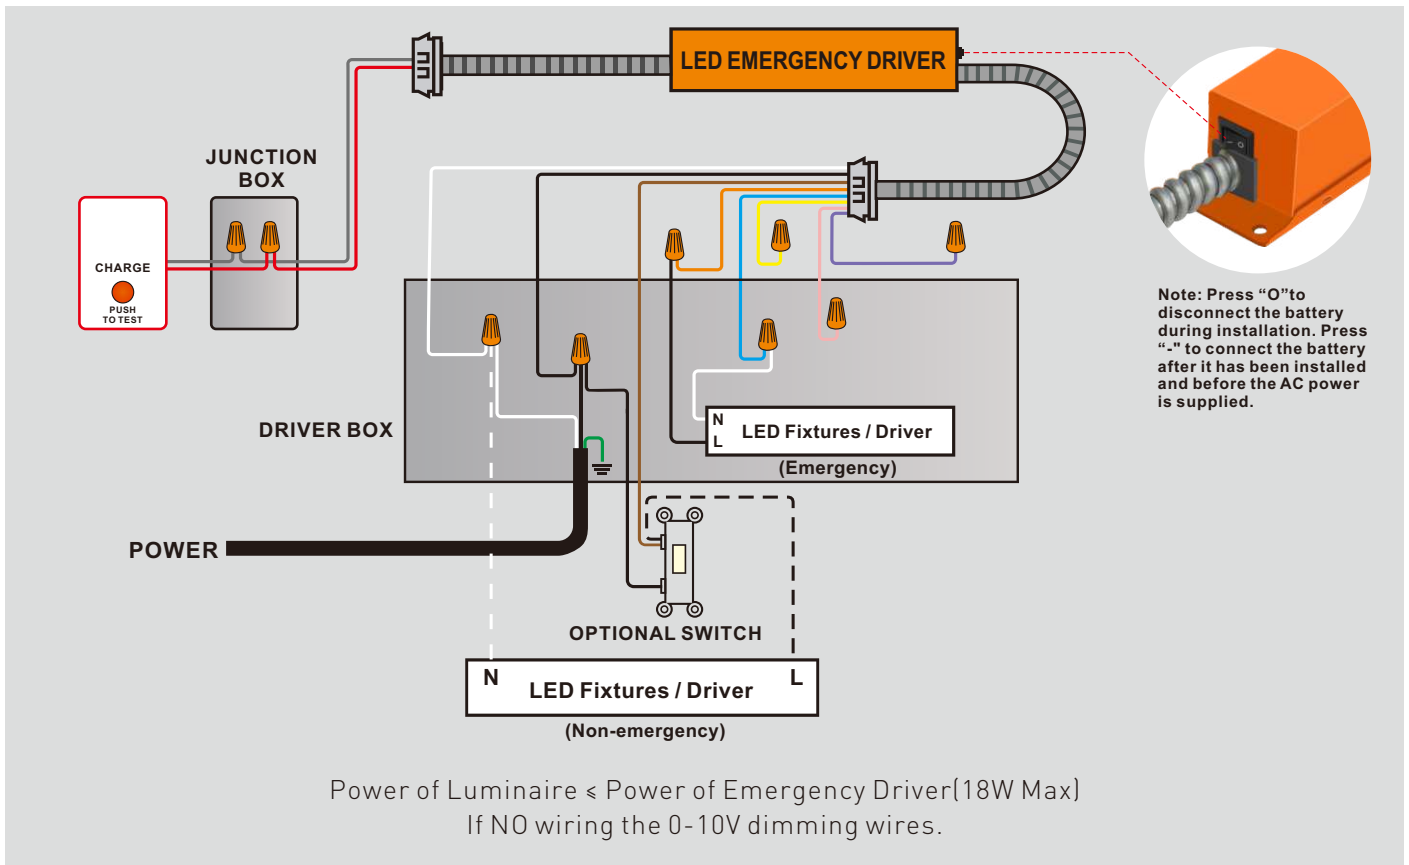 LED EMERGENCY DRIVER
JUNCTION
BOX
CHARGE
PUSH
TO TEST
Note: Press “O”to
disconnect the battery
during installation. Press
“-" to connect the battery
after it has been installed
and before the AC power
is supplied.
DRIVER BOX
N
L
LED Fixtures / Driver
(Emergency)
POWER
OPTIONAL SWITCH
N
LED Fixtures / Driver
L
(Non-emergency)
Power of Luminaire ≤ Power of Emergency Driver(18W Max)
If NO wiring the 0-10V dimming wires.